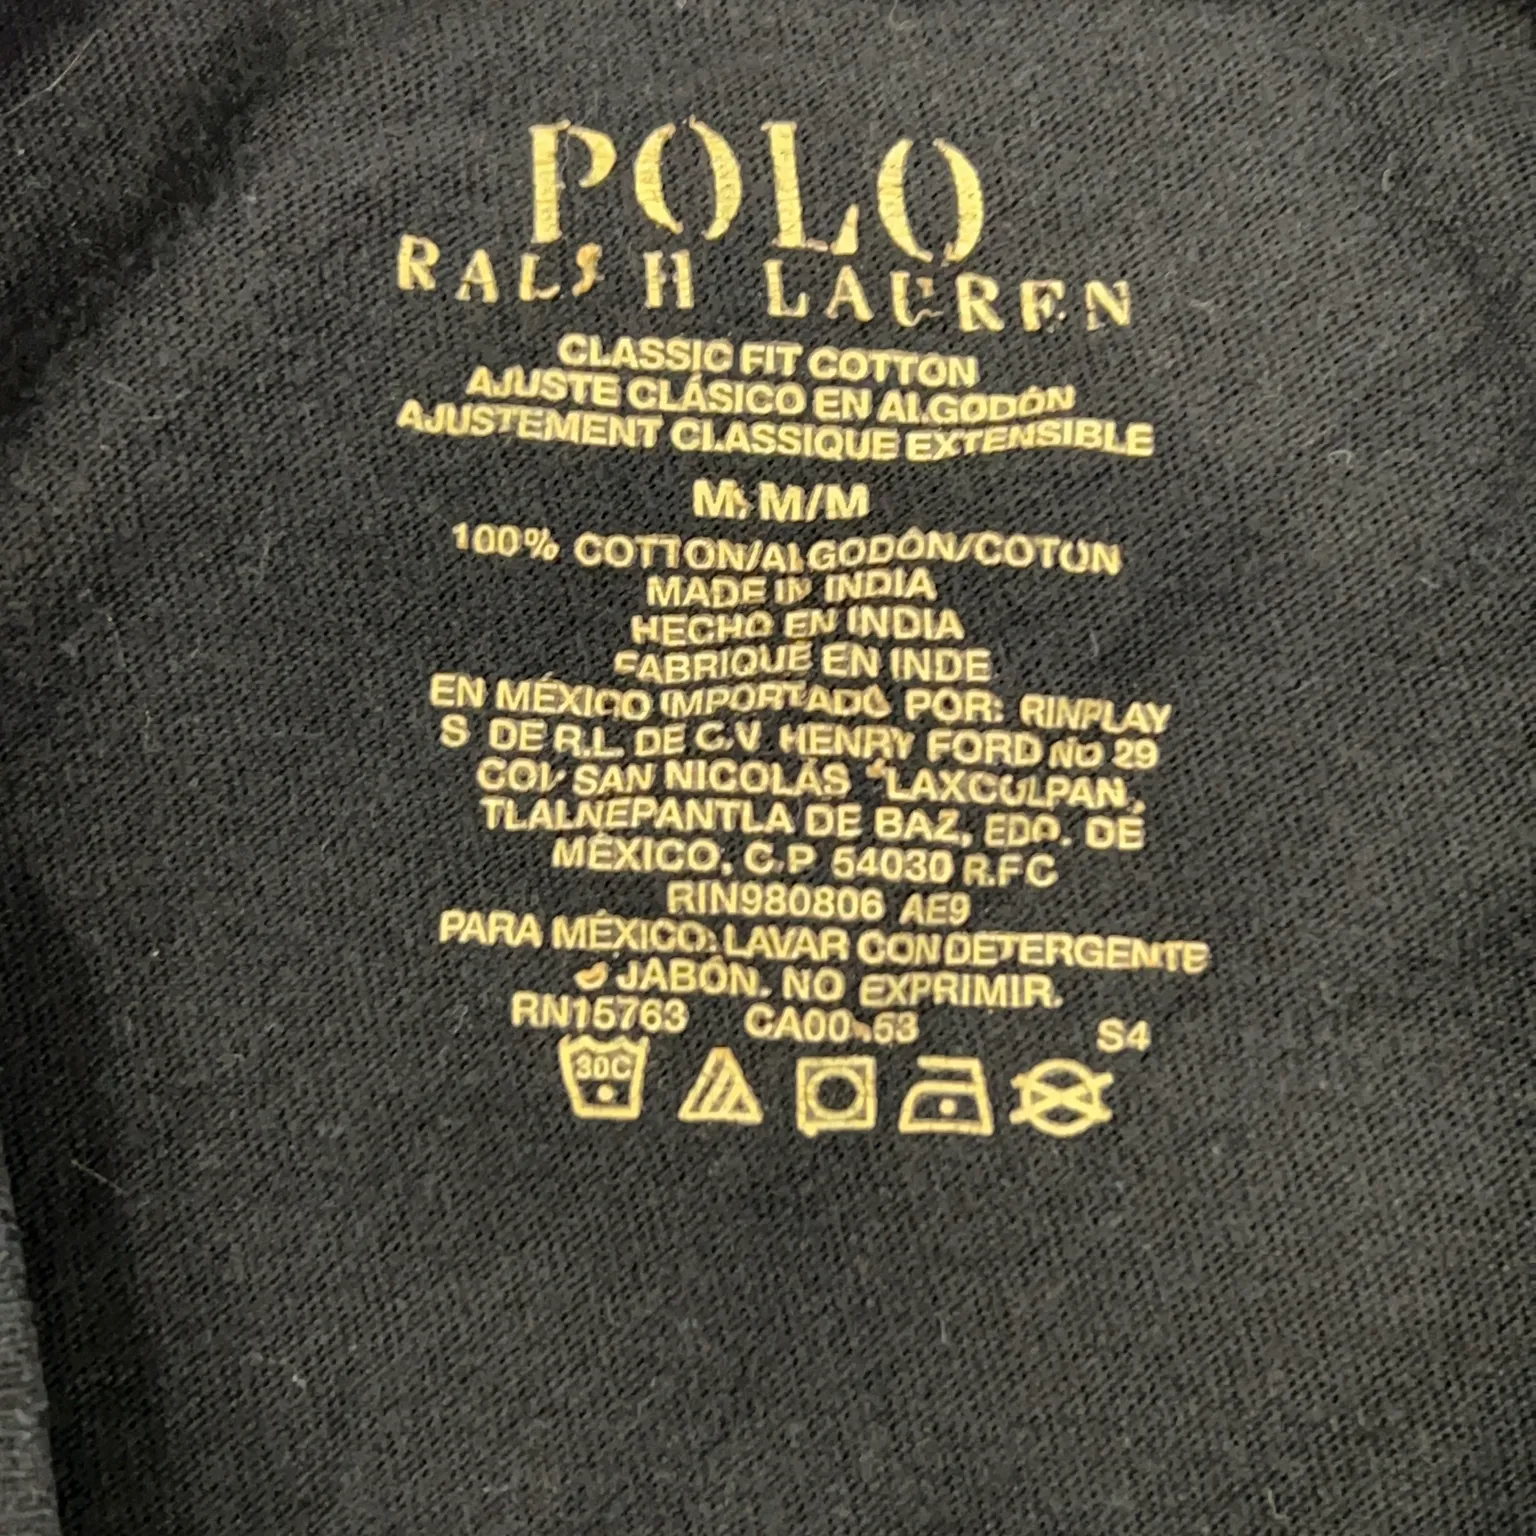 POLO
RALPH LAUREN
CLASSIC FIT COTTON
AJUSTE CLÁSICO EN ALGODÓN
AJUSTEMENT CLASSIQUE EXTENSIBLE
M; M/M
100% COTTON/ALGODÓN/COTON
MADE IN INDIA
HECHO EN INDIA
FABRIQUÉ EN INDE
EN MÉXICO IMPORTADO POR: RINPLAY
S DE R.L. DE C.V HENRY FORD NO 29
COL SAN NICOLÁS TLAXCULPAN,
TLALNEPANTLA DE BAZ, EDO. DE
MÉXICO, C.P 54030 R.F C
RIN980806 AE9
PARA MÉXICO: LAVAR CON DETERGENTE
JABÓN. NO EXPRIMIR.
RN15763 S4
30C